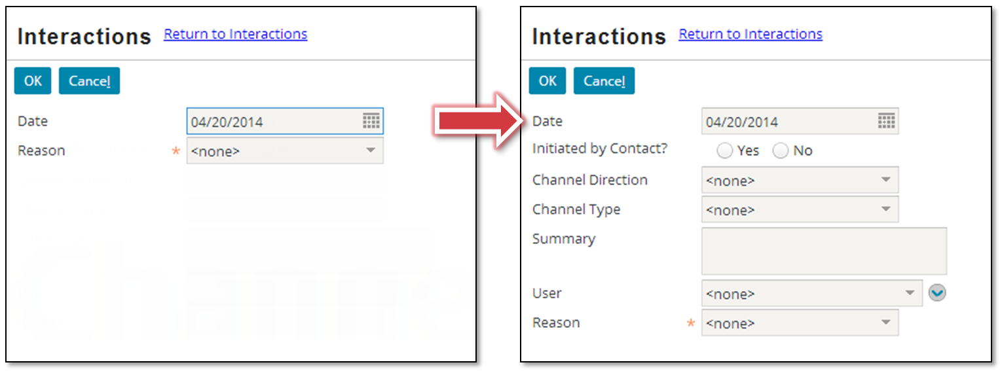 Interactions Return to Interactions
OK Cancel
Date 04/20/2014
Reason * <none>
Interactions Return to Interactions
OK Cancel
Date 04/20/2014
Initiated by Contact? Yes No
Channel Direction <none>
Channel Type <none>
Summary
User <none>
Reason * <none>